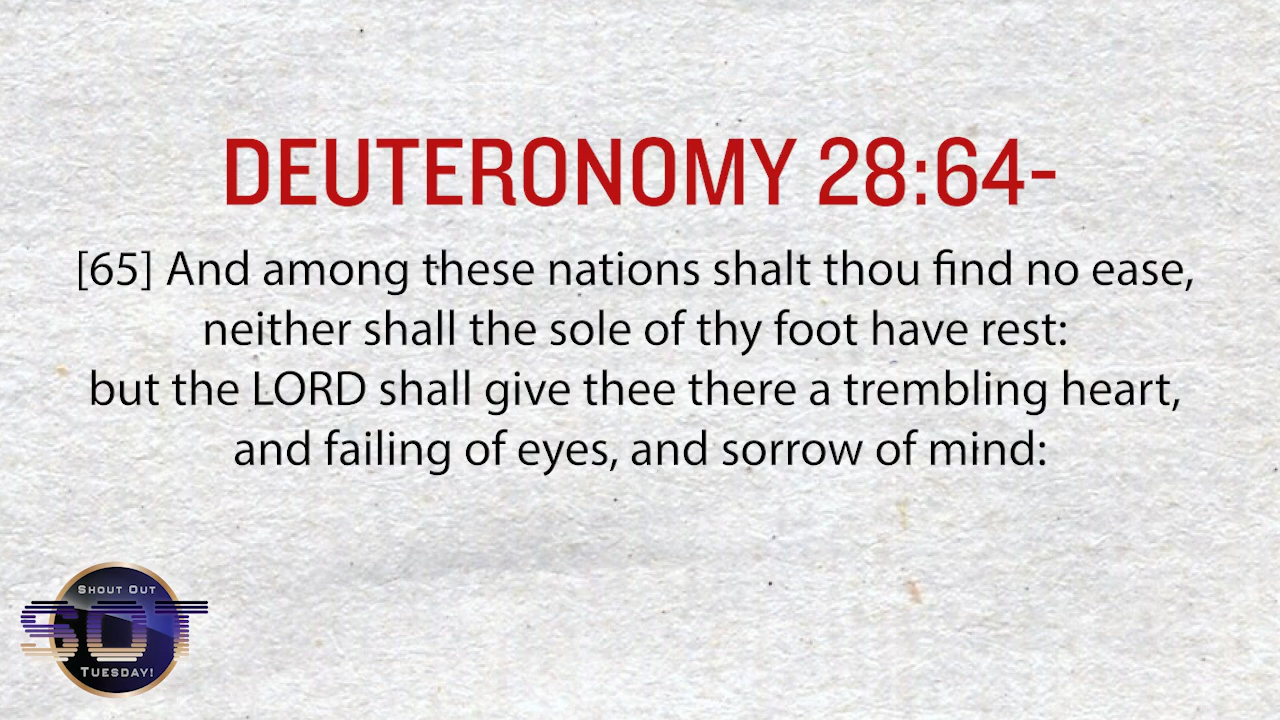 DEUTERONOMY 28:64-
[65] And among these nations shalt thou find no ease,
neither shall the sole of thy foot have rest:
but the LORD shall give thee there a trembling heart,
and failing of eyes, and sorrow of mind:
SHOUT OUT
SOT
TUESDAY!